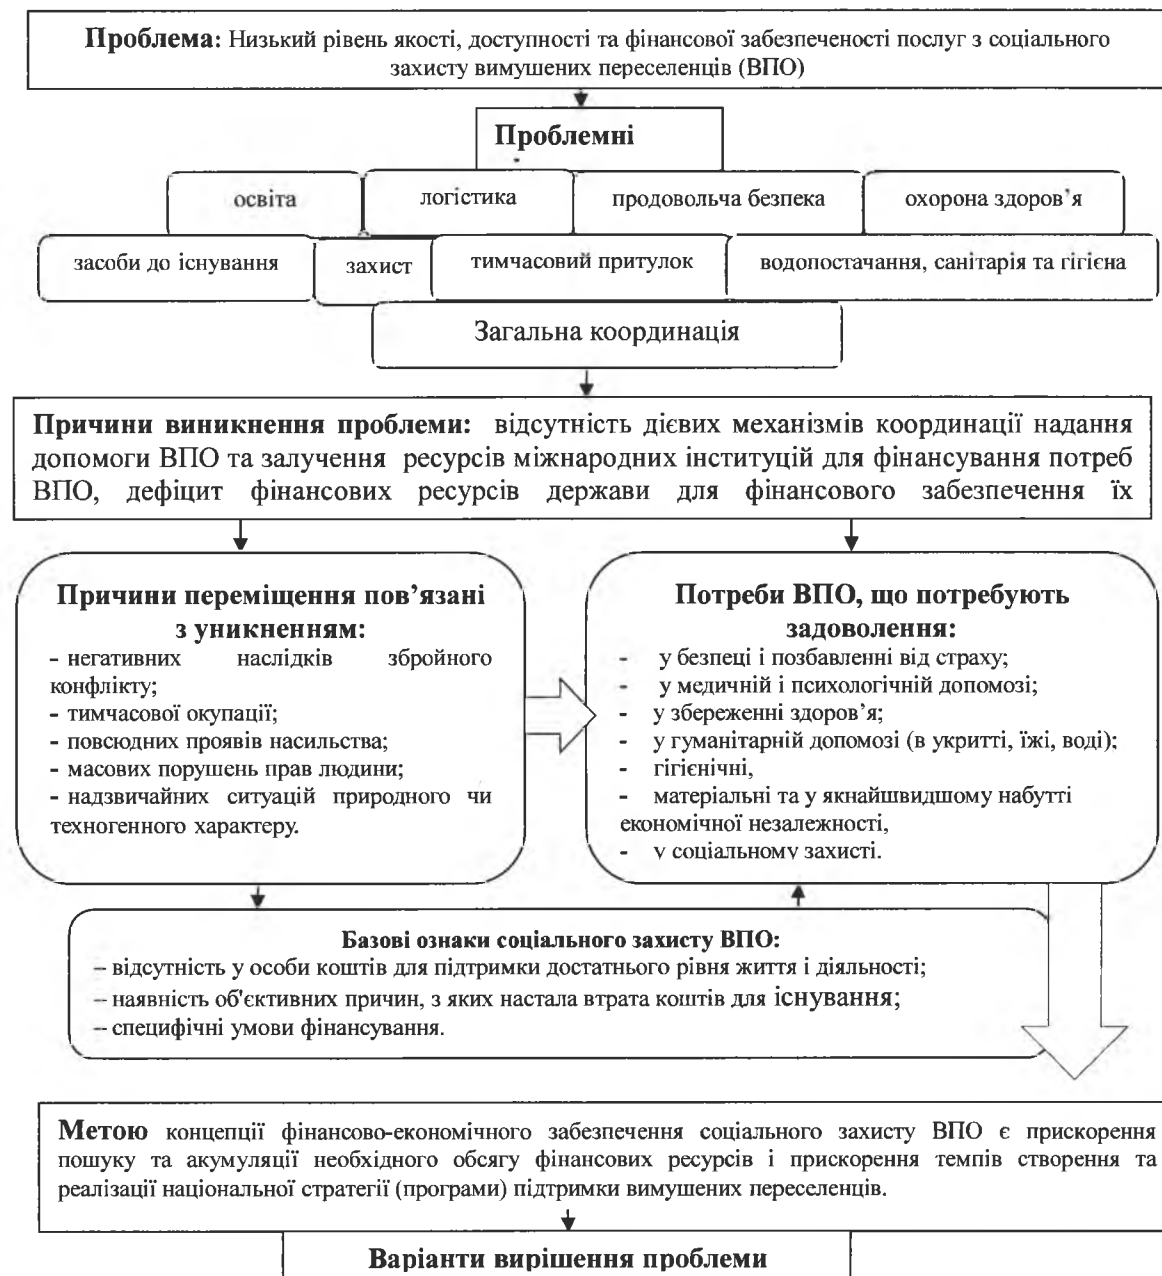 Проблема: Низький рівень якості, доступності та фінансової забезпеченості послуг з соціального
захисту вимушених переселенців (ВПО)
Проблемні
освіта
логістика
продовольча безпека
охорона здоров’я
засоби до існування
захист
тимчасовий притулок
водопостачання, санітарія та гігієна
Загальна координація
Причини виникнення проблеми: відсутність дієвих механізмів координації надання
допомоги ВПО та залучення ресурсів міжнародних інституцій для фінансування потреб
ВПО, дефіцит фінансових ресурсів держави для фінансового забезпечення їх
Причини переміщення пов’язані
з уникненням:
- негативних наслідків збройного
конфлікту;
- тимчасової окупації;
- повсюдних проявів насильства;
- масових порушень прав людини;
- надзвичайних ситуацій природного чи
техногенного характеру.
Потреби ВПО, що потребують
задоволення:
- у безпеці і позбавленні від страху;
- у медичній і психологічній допомозі;
- у збереженні здоров’я;
- у гуманітарній допомозі (в укритті, їжі, воді);
- гігієнічні,
- матеріальні та у якнайшвидшому набутті
економічної незалежності,
- у соціальному захисті.
Базові ознаки соціального захисту ВПО:
– відсутність у особи коштів для підтримки достатнього рівня життя і діяльності;
– наявність об'єктивних причин, з яких настала втрата коштів для існування;
– специфічні умови фінансування.
Метою концепції фінансово-економічного забезпечення соціального захисту ВПО є прискорення
пошуку та акумуляції необхідного обсягу фінансових ресурсів і прискорення темпів створення та
реалізації національної стратегії (програми) підтримки вимушених переселенців.
Варіанти вирішення проблеми